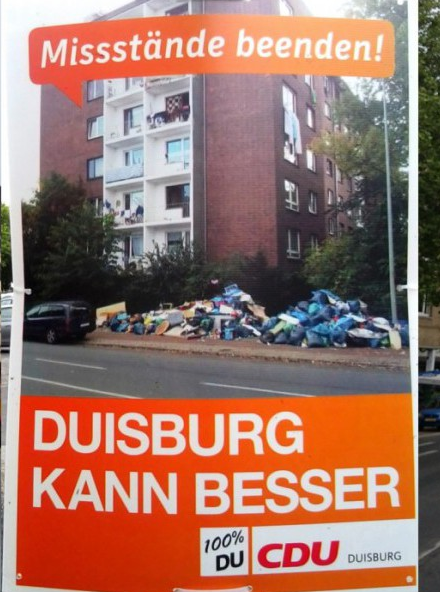 Missstände beenden!
DUISBURG
KANN BESSER
100%
DU
CDU DUISBURG